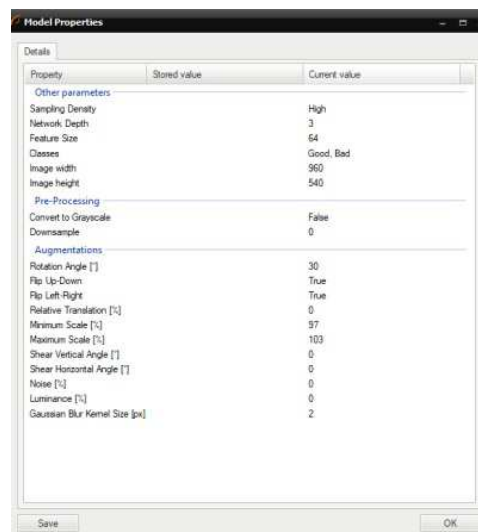 Model Properties
Details
Property Stored value Current value
Other parameters
Sampling Density High
Network Depth 3
Feature Size 64
Classes Good, Bad
Image width 960
Image height 540
Pre-Processing
Convert to Grayscale False
Downsample 0
Augmentations
Rotation Angle [°] 30
Flip Up-Down True
Flip Left-Right True
Relative Translation [%] 0
Minimum Scale [%] 97
Maximum Scale [%] 103
Shear Vertical Angle [°] 0
Shear Horizontal Angle [°] 0
Noise [%] 0
Luminance [%] 0
Gaussian Blur Kernel Size [px] 2
Save OK